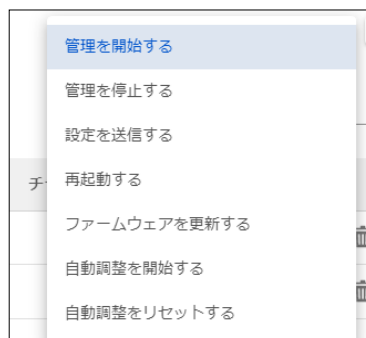 管理を開始する
管理を停止する
設定を送信する
チ
再起動する
ファームウェアを更新する
自動調整を開始する
自動調整をリセットする